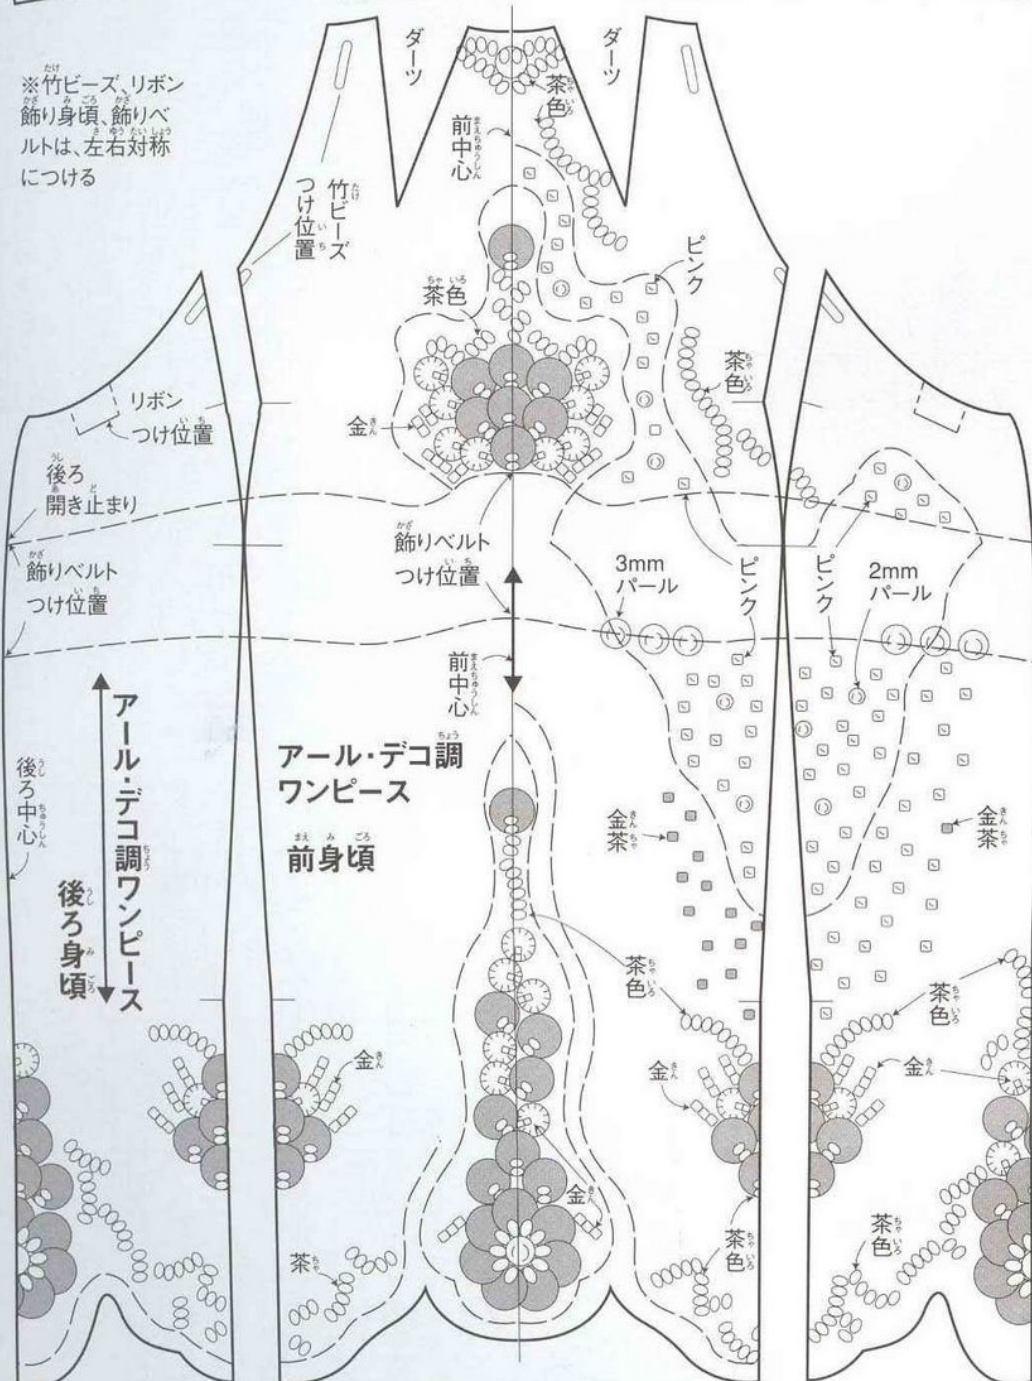 ※竹ビーズ、リボン
飾り身頃、飾りベ
ルトは、左右対称
につける
ダーツ
ダーツ
茶色
前中心
竹ビーズ
つけ位置
ピンク
茶色
茶色
リボン
つけ位置
金
後ろ
開き止まり
飾りベルト
つけ位置
飾りベルト
つけ位置
3mm
パール
ピンク
ピンク
2mm
パール
前中心
アール・デコ調
ワンピース
前身頃
アール・デコ調ワンピース
後ろ身頃
後ろ中心
金茶
金茶
茶色
茶色
金
金
金
金
茶
茶色
茶色